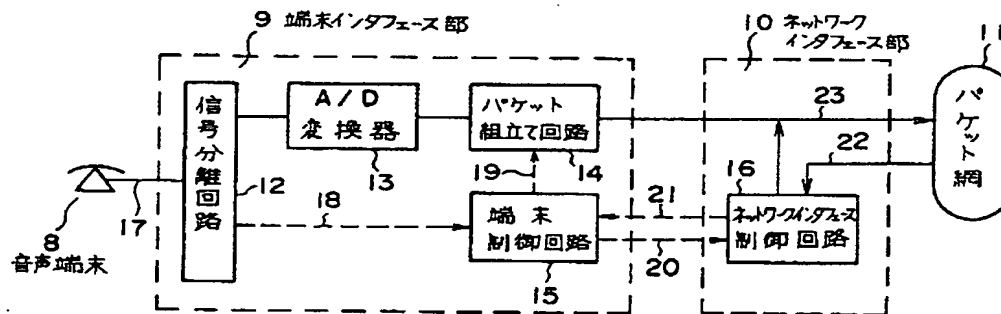 9 端末インタフェース部
10 ネットワーク
インタフェース部
11
信号分離回路
A/D
変換器
パケット
組立て回路
パケット網
23
22
12
13
14
19
16
8
17
18
21
20
音声端末
端末
制御回路
ネットワークインタフェース
制御回路
15